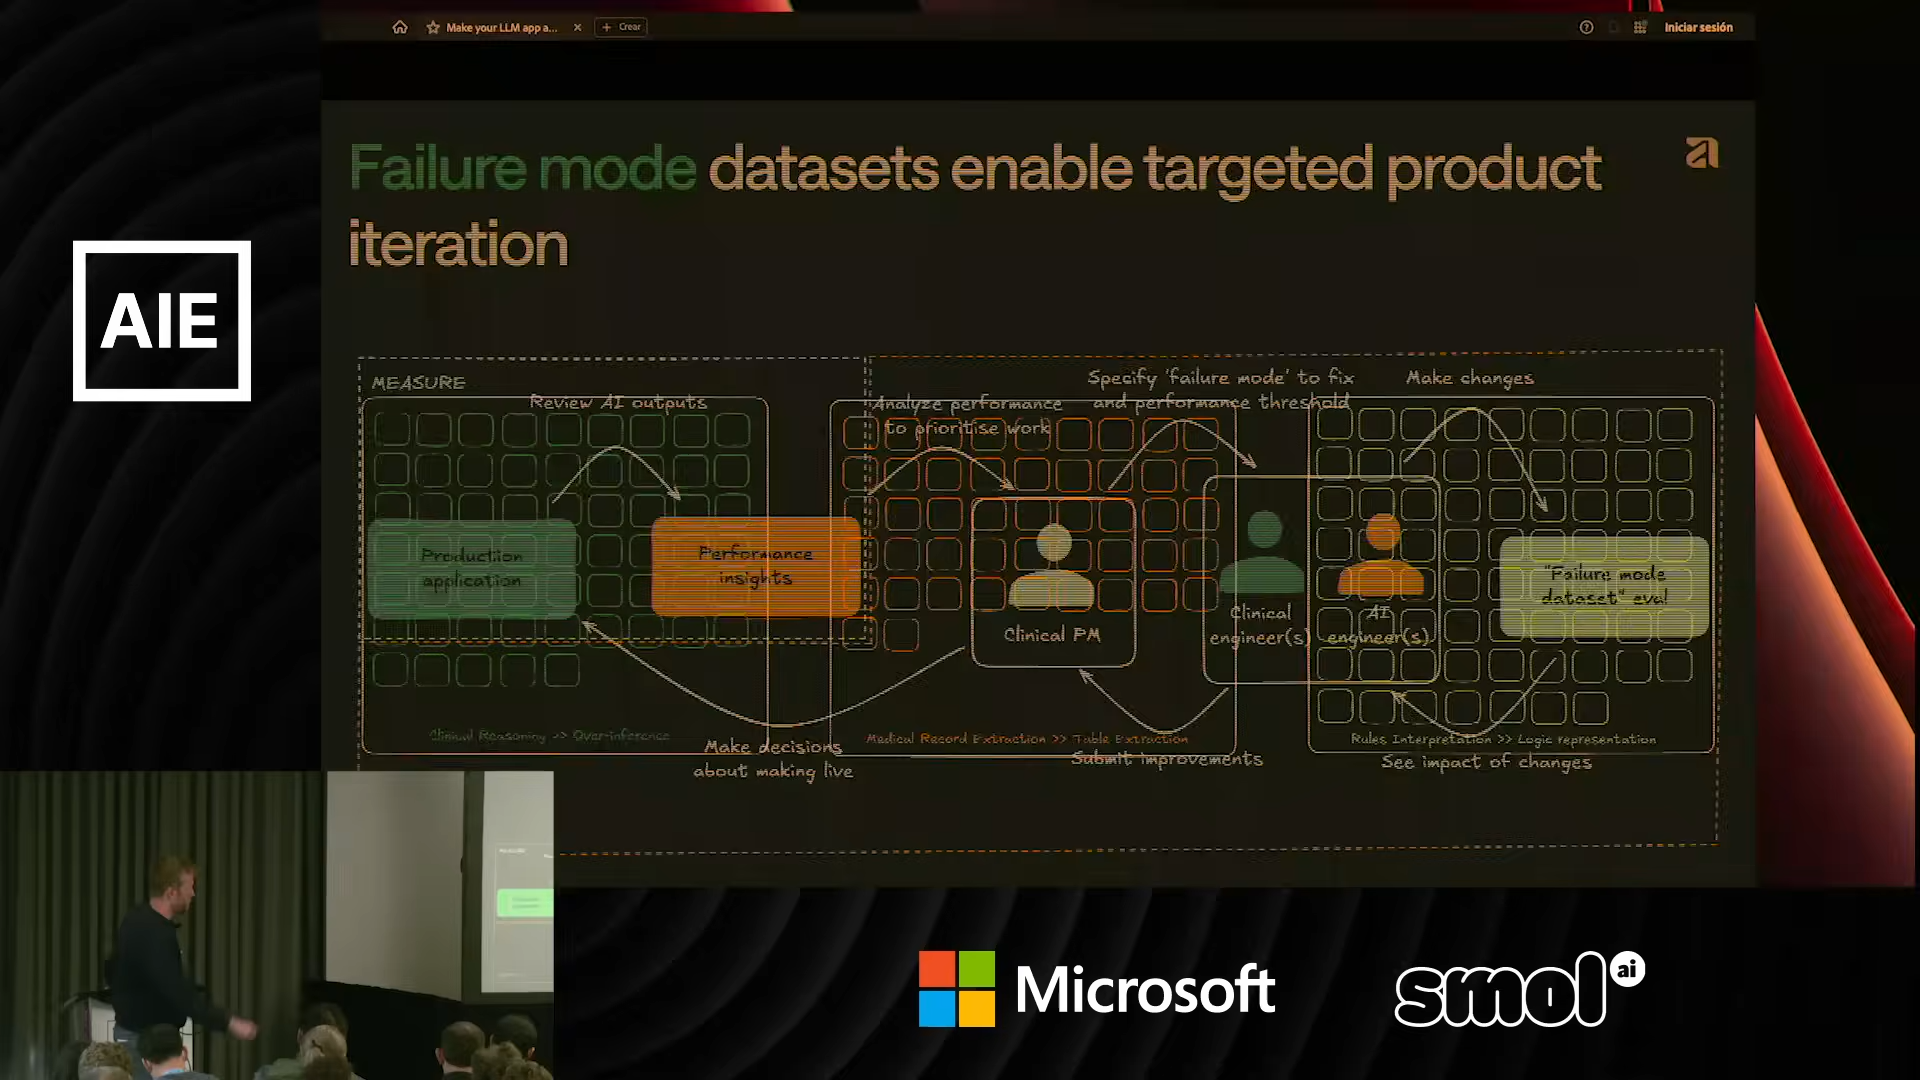 Make your LLM app a...
Crear
Iniciar sesión
Failure mode datasets enable targeted product
iteration
AIE
MEASURE
Review AI outputs
Analyze performance
to prioritise work
Specify 'failure mode' to fix
and performance threshold
Make changes
Production
application
Performance
insights
Clinical PM
Clinical
engineer(s)
AI
engineer(s)
"Failure mode
dataset" eval
Clinical Reasoning >> Over-inference
Make decisions
about making live
Medical Record Extraction >> Table Extraction
Submit improvements
Rules Interpretation >> Logic representation
See impact of changes
Microsoft
smol ai